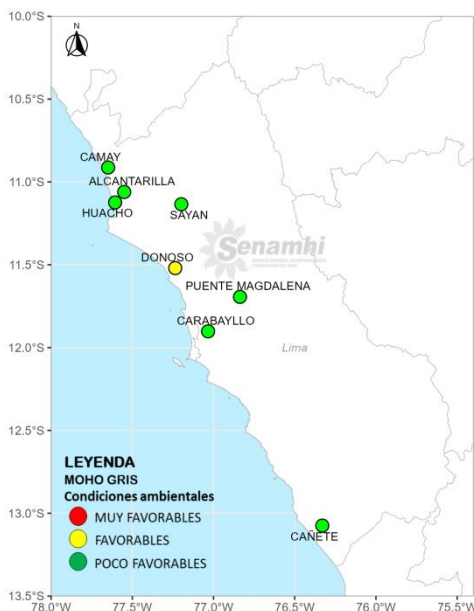 10.0°S
N
10.5°S
CAMAY
11.0°S
ALCANTARILLA
HUACHO
SAYAN
Senamhi
DONOSO
11.5°S
PUENTE MAGDALENA
CARABAYLLO
12.0°S
Lima
12.5°S
LEYENDA
MOHO GRIS
Condiciones ambientales
MUY FAVORABLES
FAVORABLES
POCO FAVORABLES
13.0°S
CAÑETE
13.5°S
78.0°W 77.5°W 77.0°W 76.5°W 76.0°W 75.5°W